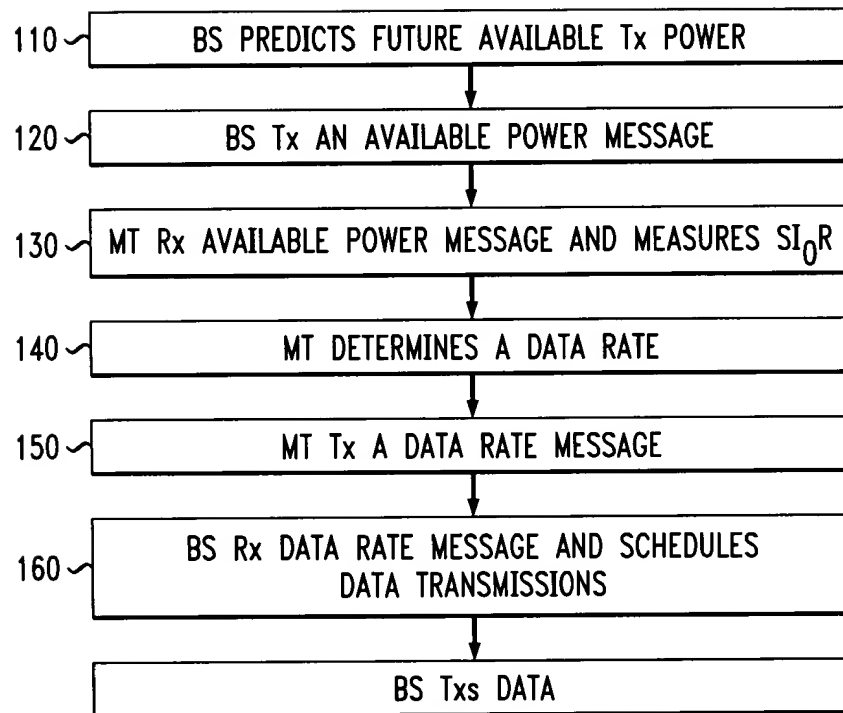 110 BS PREDICTS FUTURE AVAILABLE Tx POWER
120 BS Tx AN AVAILABLE POWER MESSAGE
130 MT Rx AVAILABLE POWER MESSAGE AND MEASURES SI₀R
140 MT DETERMINES A DATA RATE
150 MT Tx A DATA RATE MESSAGE
160 BS Rx DATA RATE MESSAGE AND SCHEDULES
DATA TRANSMISSIONS
BS Txs DATA